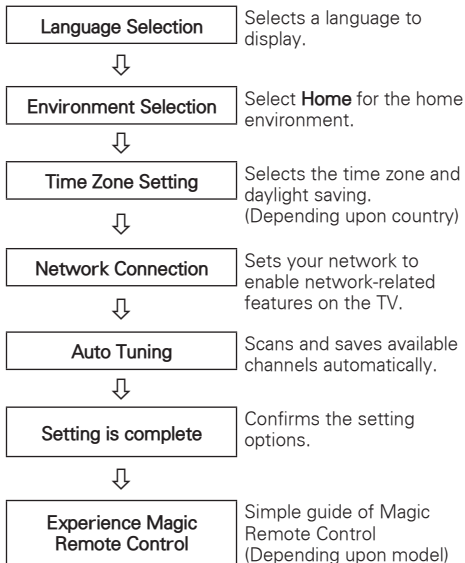 Language Selection
Selects a language to
display.
Environment Selection
Select Home for the home
environment.
Time Zone Setting
Selects the time zone and
daylight saving.
(Depending upon country)
Network Connection
Sets your network to
enable network-related
features on the TV.
Auto Tuning
Scans and saves available
channels automatically.
Setting is complete
Confirms the setting
options.
Experience Magic
Remote Control
Simple guide of Magic
Remote Control
(Depending upon model)